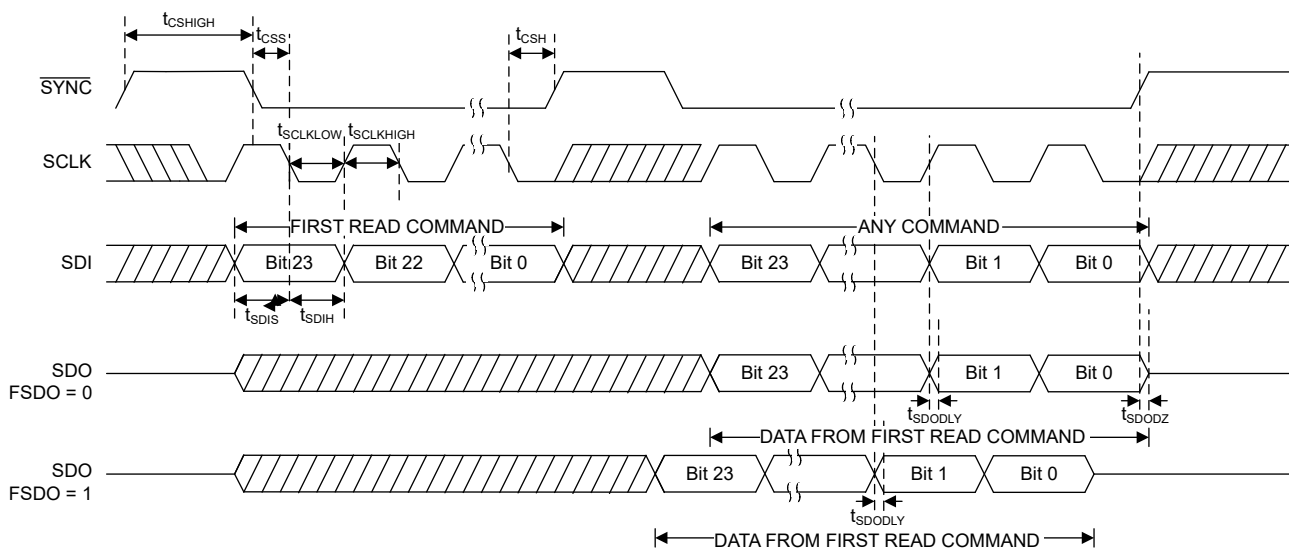 tCSHIGH
tCSS
tCSH
SYNC
tSCLKLOW
tSCLKHIGH
SCLK
FIRST READ COMMAND
ANY COMMAND
SDI
Bit 23
Bit 22
Bit 0
Bit 23
Bit 1
Bit 0
tSDIS
tSDIH
SDO
FSDO = 0
Bit 23
Bit 1
Bit 0
tSDODLY
tSDODZ
DATA FROM FIRST READ COMMAND
SDO
FSDO = 1
Bit 23
Bit 1
Bit 0
tSDODLY
DATA FROM FIRST READ COMMAND